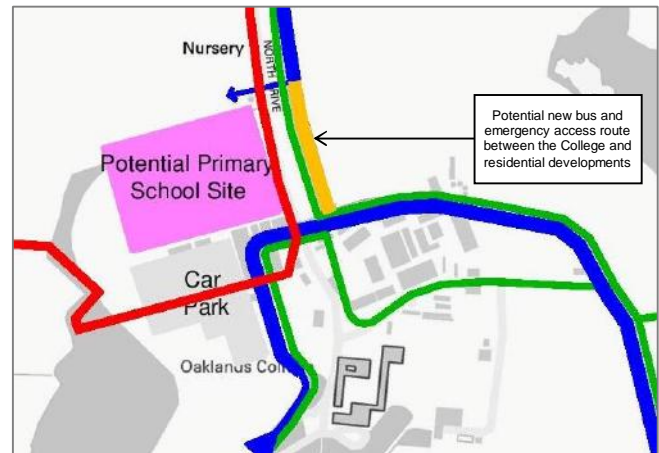 Nursery
NORTH DRIVE
Potential new bus and
emergency access route
between the College and
residential developments
Potential Primary
School Site
Car
Park
Oaklands